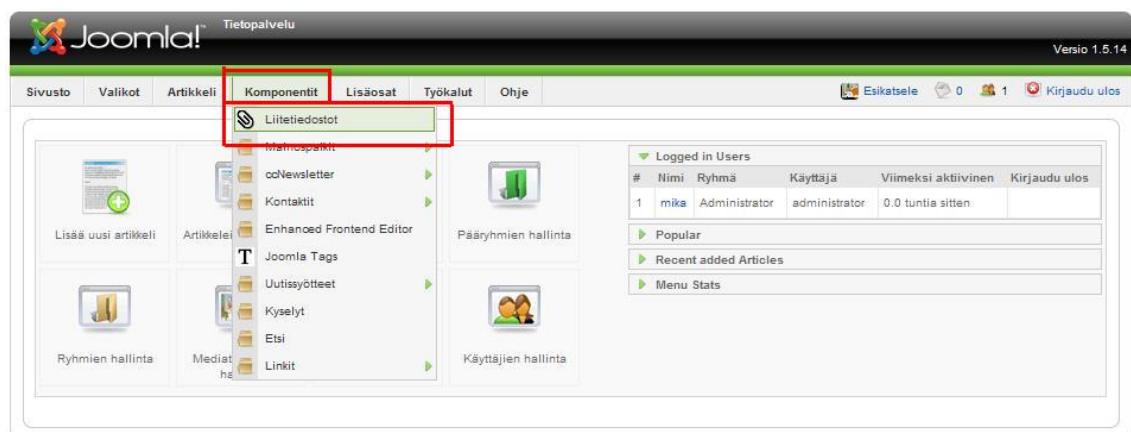 Joomla!
Tietopalvelu
Versio 1.5.14
Sivusto Valikot Artikkeli Komponentit Lisäosat Työkalut Ohje Esikatsele 0 1 Kirjaudu ulos
Liitetiedostot
Mainospalkit
ccNewsletter
Kontaktit
Enhanced Frontend Editor
Joomla Tags
Uutissyötteet
Kyselyt
Etsi
Linkit
Lisää uusi artikkeli
Pääryhmien hallinta
Ryhmien hallinta
Käyttäjien hallinta
Logged in Users
# Nimi Ryhmä Käyttäjä Viimeksi aktiivinen Kirjaudu ulos
1 mika Administrator administrator 0.0 tuntia sitten
Popular
Recent added Articles
Menu Stats